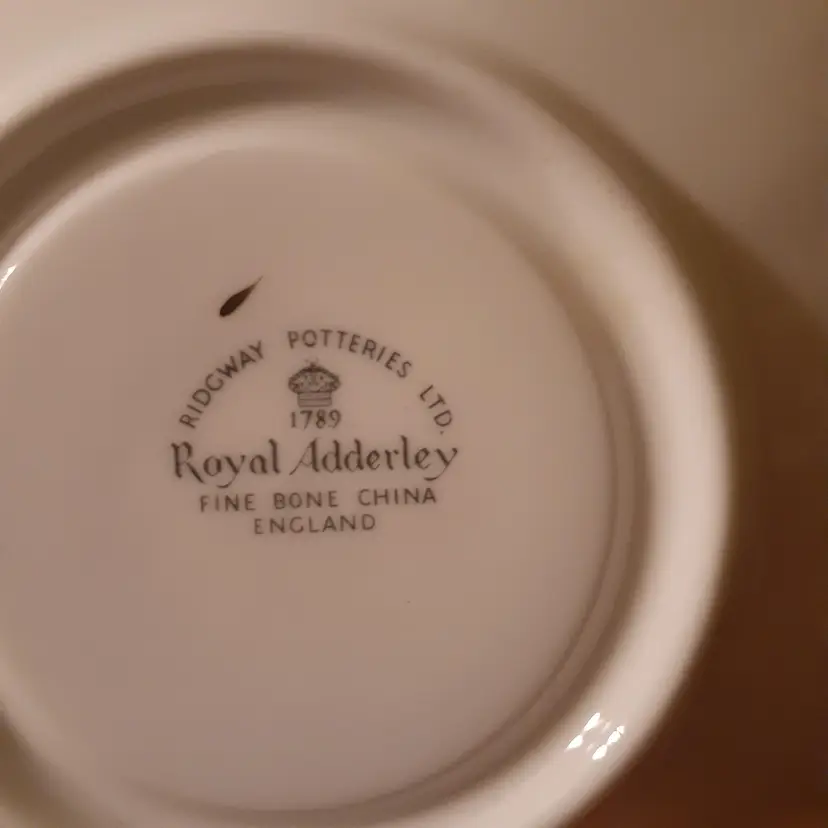 RIDGWAY POTTERIES LTD.
1789
Royal Adderley
FINE BONE CHINA
ENGLAND